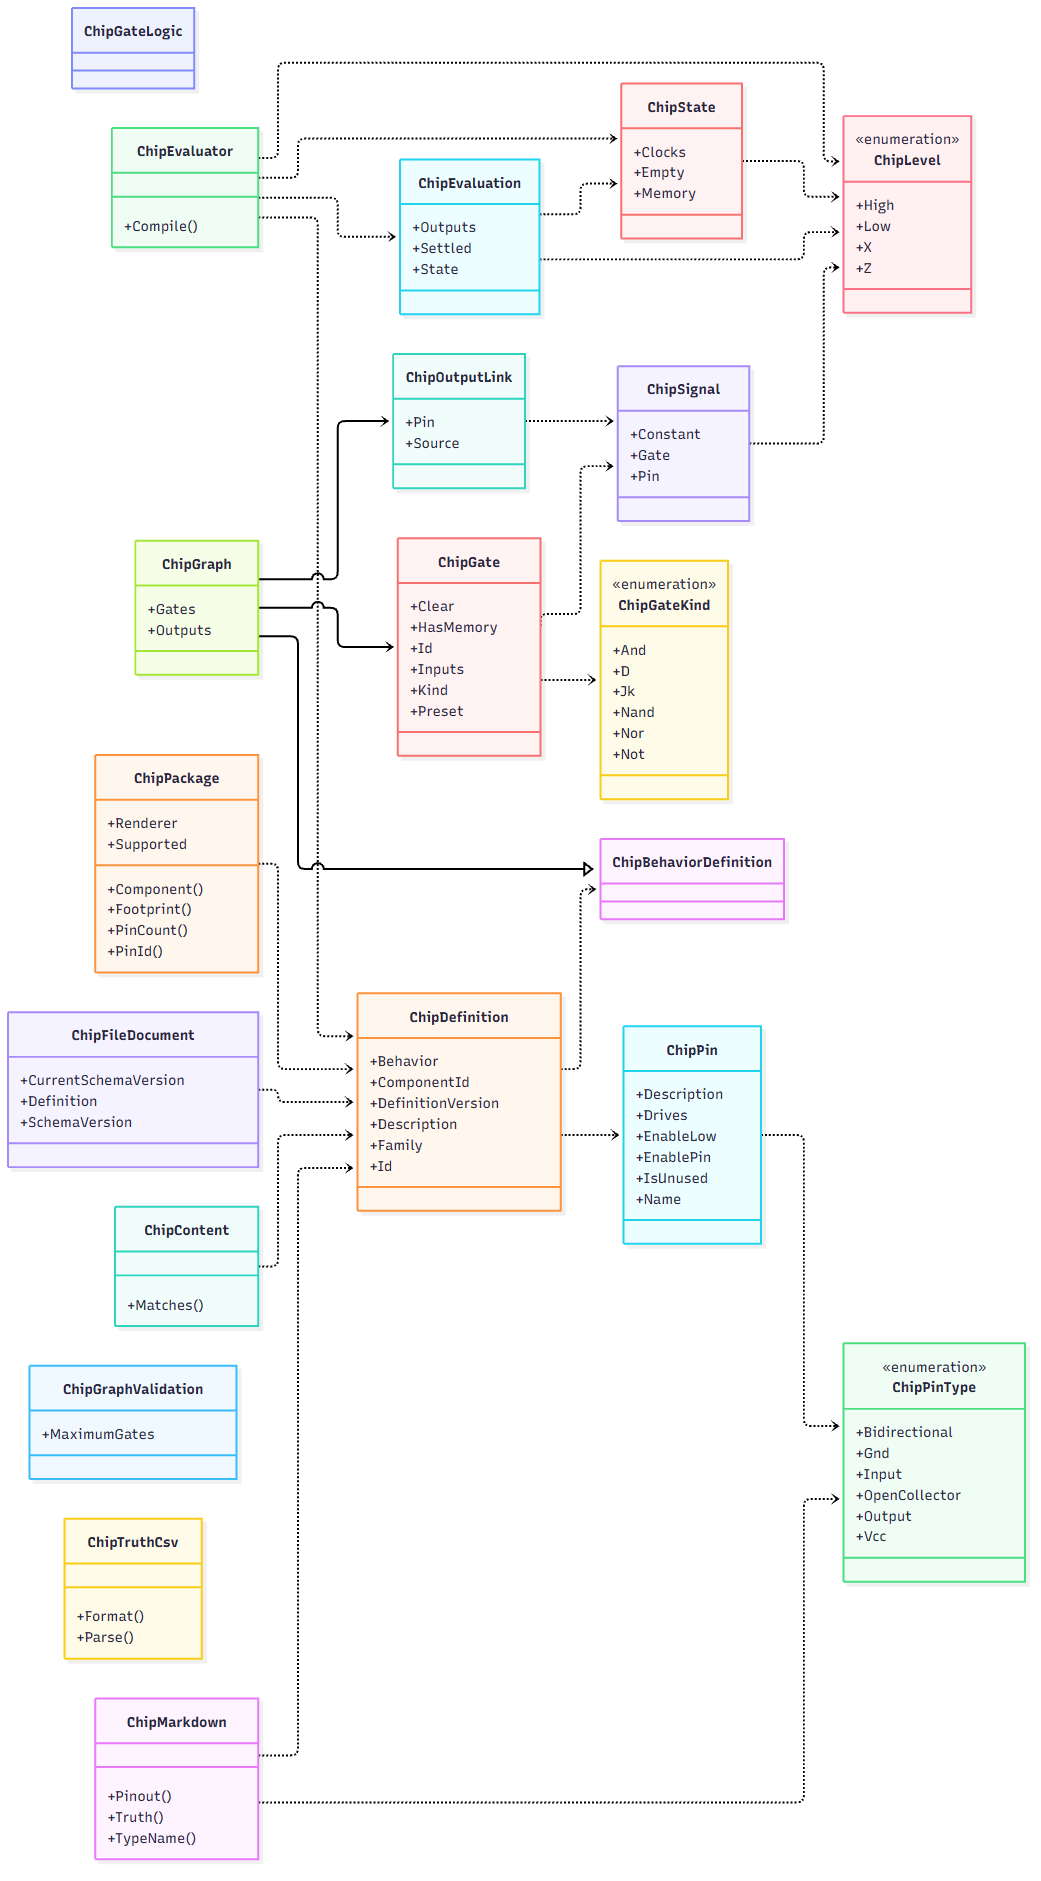 ChipGateLogic
ChipEvaluator
+Compile()
ChipEvaluation
+Outputs
+Settled
+State
ChipState
+Clocks
+Empty
+Memory
«enumeration»
ChipLevel
+High
+Low
+X
+Z
ChipOutputLink
+Pin
+Source
ChipSignal
+Constant
+Gate
+Pin
ChipGraph
+Gates
+Outputs
ChipGate
+Clear
+HasMemory
+Id
+Inputs
+Kind
+Preset
«enumeration»
ChipGateKind
+And
+D
+Jk
+Nand
+Nor
+Not
ChipPackage
+Renderer
+Supported
+Component()
+Footprint()
+PinCount()
+PinId()
ChipBehaviorDefinition
ChipFileDocument
+CurrentSchemaVersion
+Definition
+SchemaVersion
ChipDefinition
+Behavior
+ComponentId
+DefinitionVersion
+Description
+Family
+Id
ChipPin
+Description
+Drives
+EnableLow
+EnablePin
+IsUnused
+Name
ChipContent
+Matches()
ChipGraphValidation
+MaximumGates
«enumeration»
ChipPinType
+Bidirectional
+Gnd
+Input
+OpenCollector
+Output
+Vcc
ChipTruthCsv
+Format()
+Parse()
ChipMarkdown
+Pinout()
+Truth()
+TypeName()